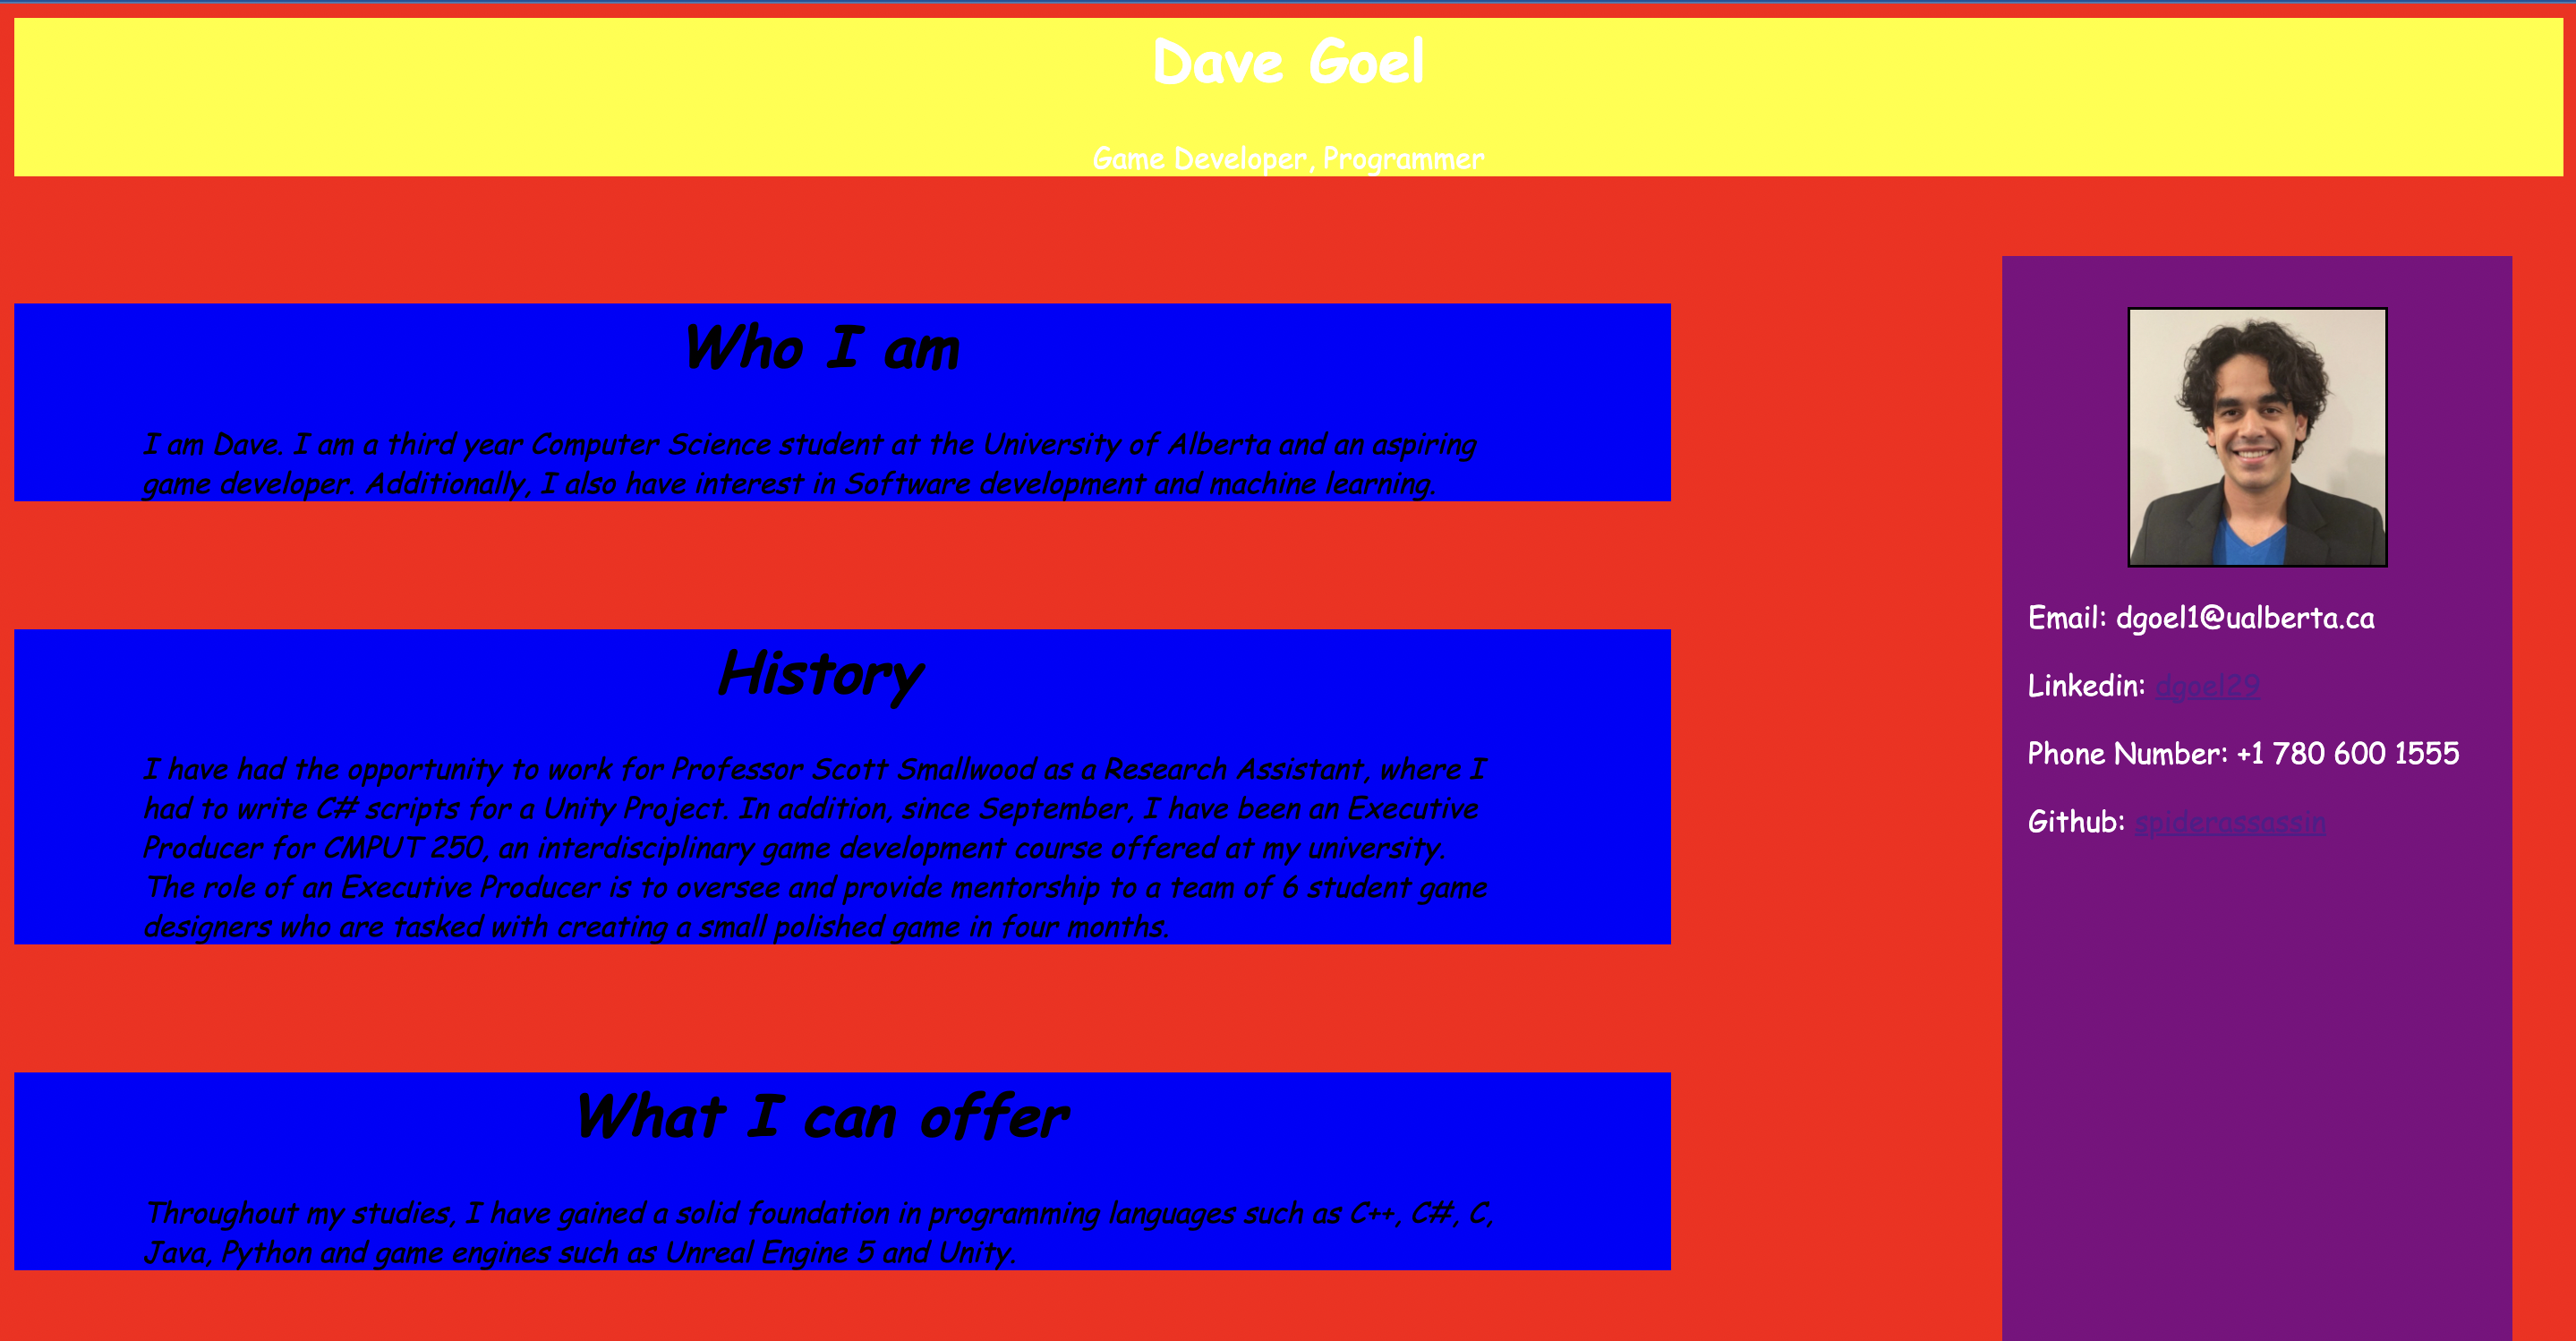 Dave Goel
Game Developer, Programmer
Who I am
I am Dave. I am a third year Computer Science student at the University of Alberta and an aspiring
game developer. Additionally, I also have interest in Software development and machine learning.
History
I have had the opportunity to work for Professor Scott Smallwood as a Research Assistant, where I
had to write C# scripts for a Unity Project. In addition, since September, I have been an Executive
Producer for CMPUT 250, an interdisciplinary game development course offered at my university.
The role of an Executive Producer is to oversee and provide mentorship to a team of 6 student game
designers who are tasked with creating a small polished game in four months.
What I can offer
Throughout my studies, I have gained a solid foundation in programming languages such as C++, C#, C,
Java, Python and game engines such as Unreal Engine 5 and Unity.
Email: dgoel1@ualberta.ca
Linkedin: dgoel29
Phone Number: +1 780 600 1555
Github: spiderassassin